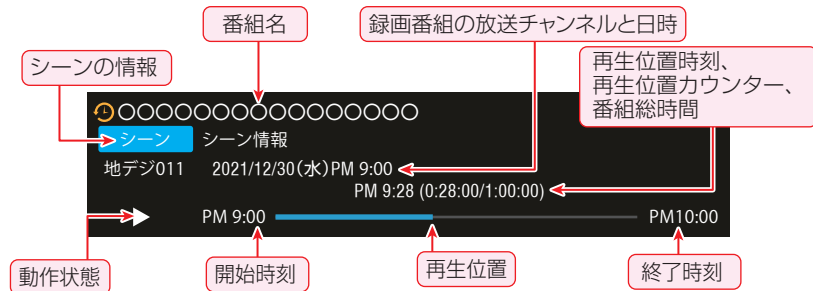 番組名
録画番組の放送チャンネルと日時
シーンの情報
再生位置時刻、
再生位置カウンター、
番組総時間
○○○○○○○○○○○○○○○○
シーン シーン情報
地デジ011 2021/12/30(水)PM 9:00
PM 9:28 (0:28:00/1:00:00)
PM 9:00 PM10:00
動作状態 開始時刻 再生位置 終了時刻